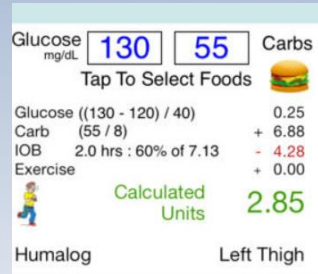 Glucose 130 55 Carbs
mg/dL
Tap To Select Foods
Glucose ((130 - 120) / 40) 0.25
Carb (55 / 8) + 6.88
IOB 2.0 hrs : 60% of 7.13 - 4.28
Exercise + 0.00
Calculated 2.85
Units
Humalog Left Thigh